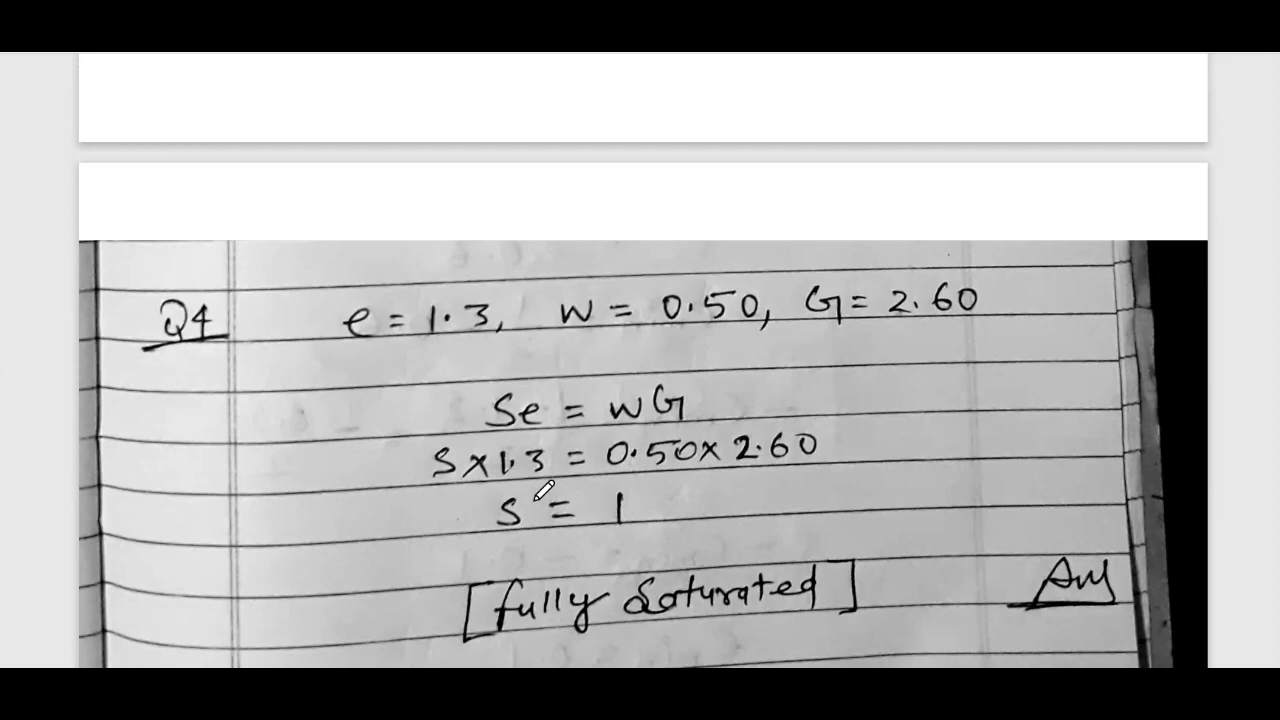 Q4 e = 1.3, w = 0.50, G = 2.60
Se = wG
S x 1.3 = 0.50 x 2.60
S = 1
[fully Saturated] Ans